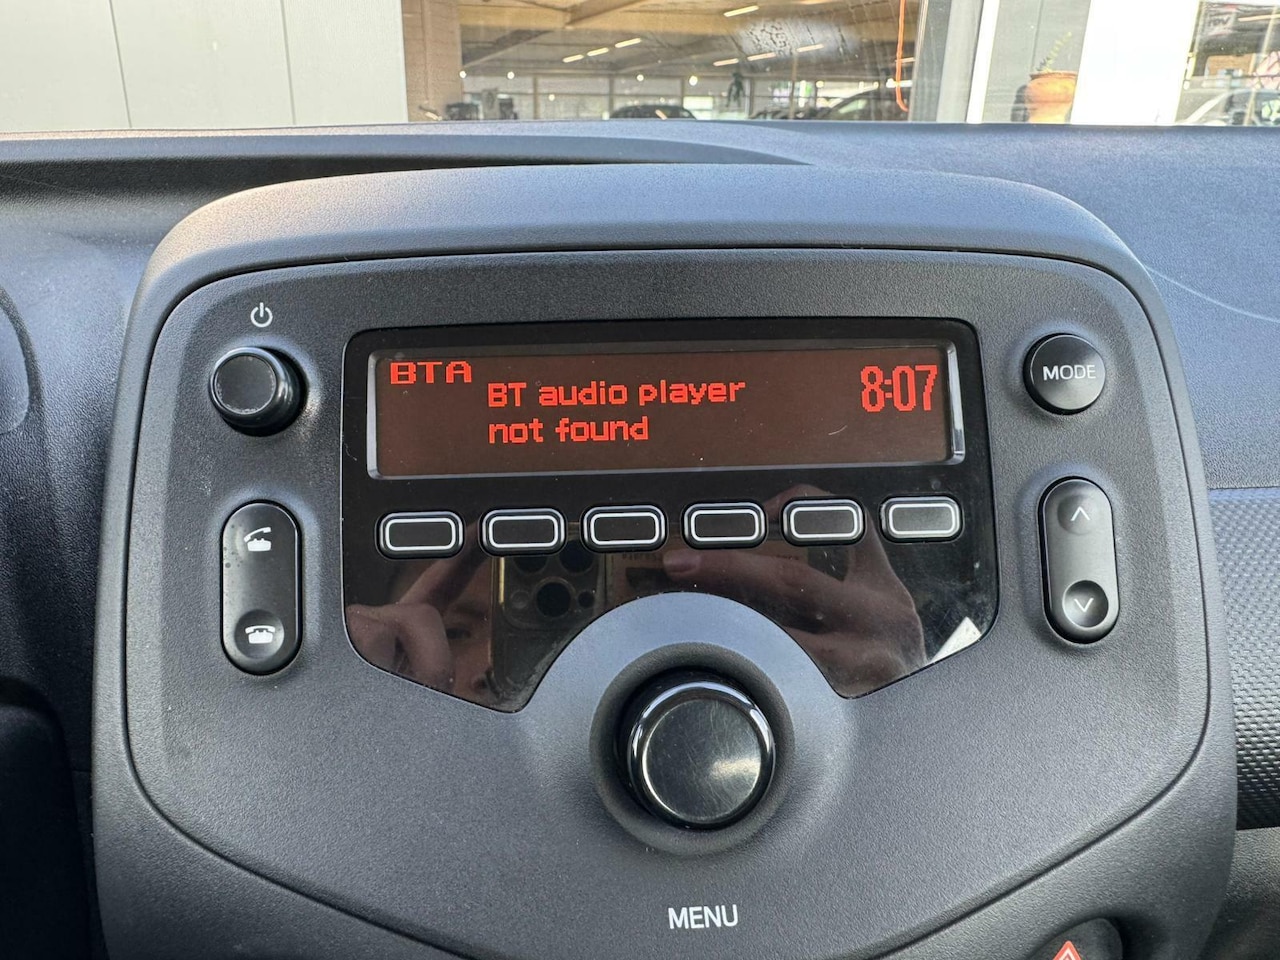 BTA
BT audio player
not found
8:07
MODE
MENU